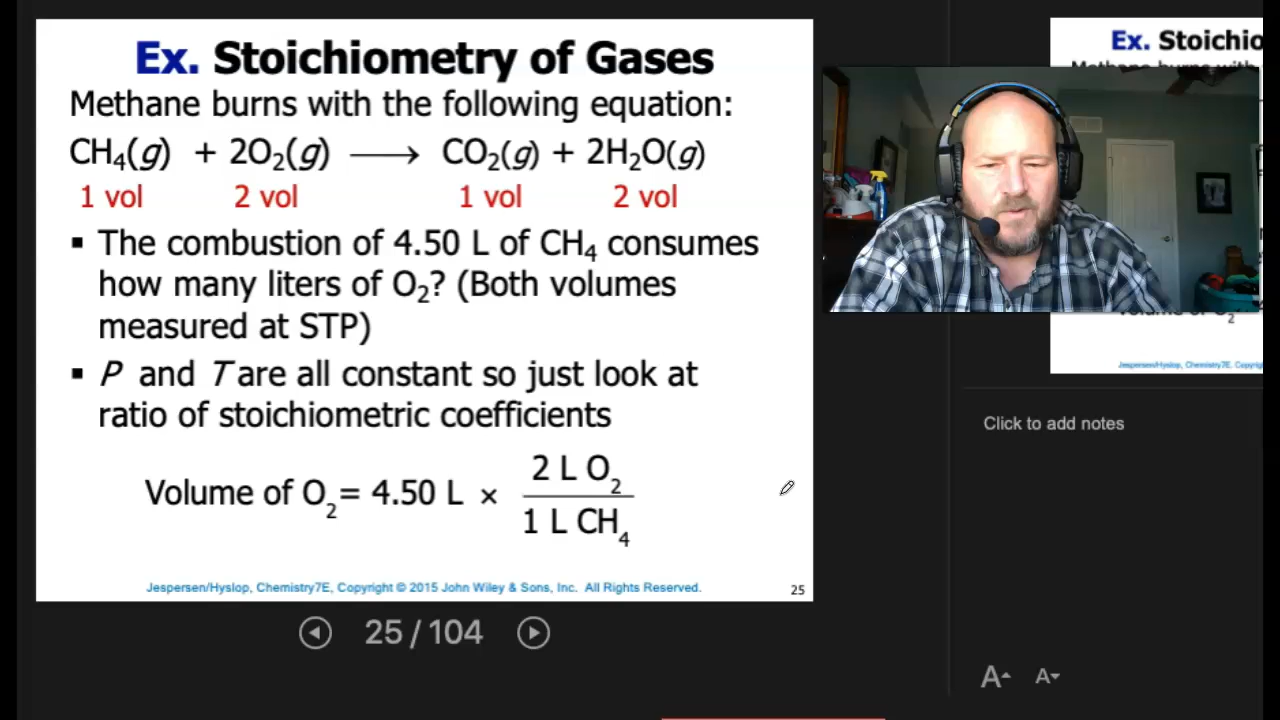 Ex. Stoichiometry of Gases
Methane burns with the following equation:
CH₄(g) + 2O₂(g) ⟶ CO₂(g) + 2H₂O(g)
1 vol 2 vol 1 vol 2 vol
▪ The combustion of 4.50 L of CH₄ consumes
how many liters of O₂? (Both volumes
measured at STP)
▪ P and T are all constant so just look at
ratio of stoichiometric coefficients
2 L O₂
Volume of O₂= 4.50 L ×
1 L CH₄
Jespersen/Hyslop, Chemistry7E, Copyright © 2015 John Wiley & Sons, Inc. All Rights Reserved.
25
25 / 104
Ex. Stoichio
Jespersen/Hyslop, Chemistry7E, Copyrig
Click to add notes
A A